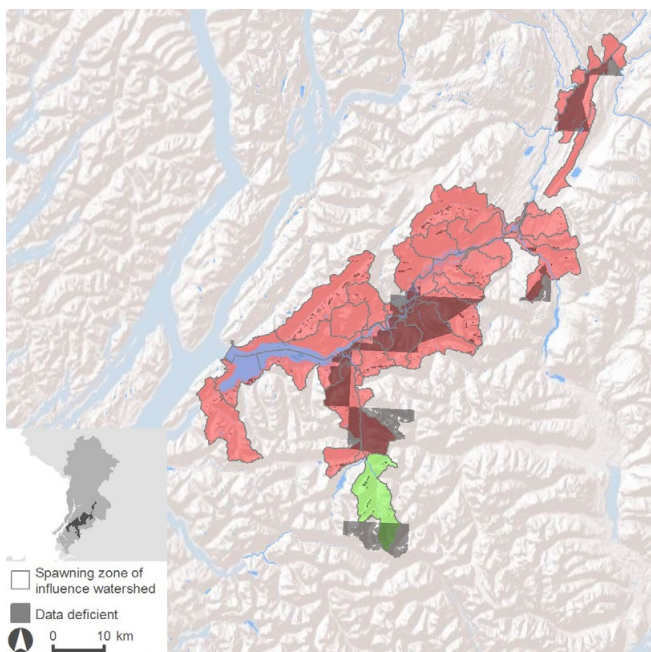 Spawning zone of
influence watershed
Data deficient
0 10 km